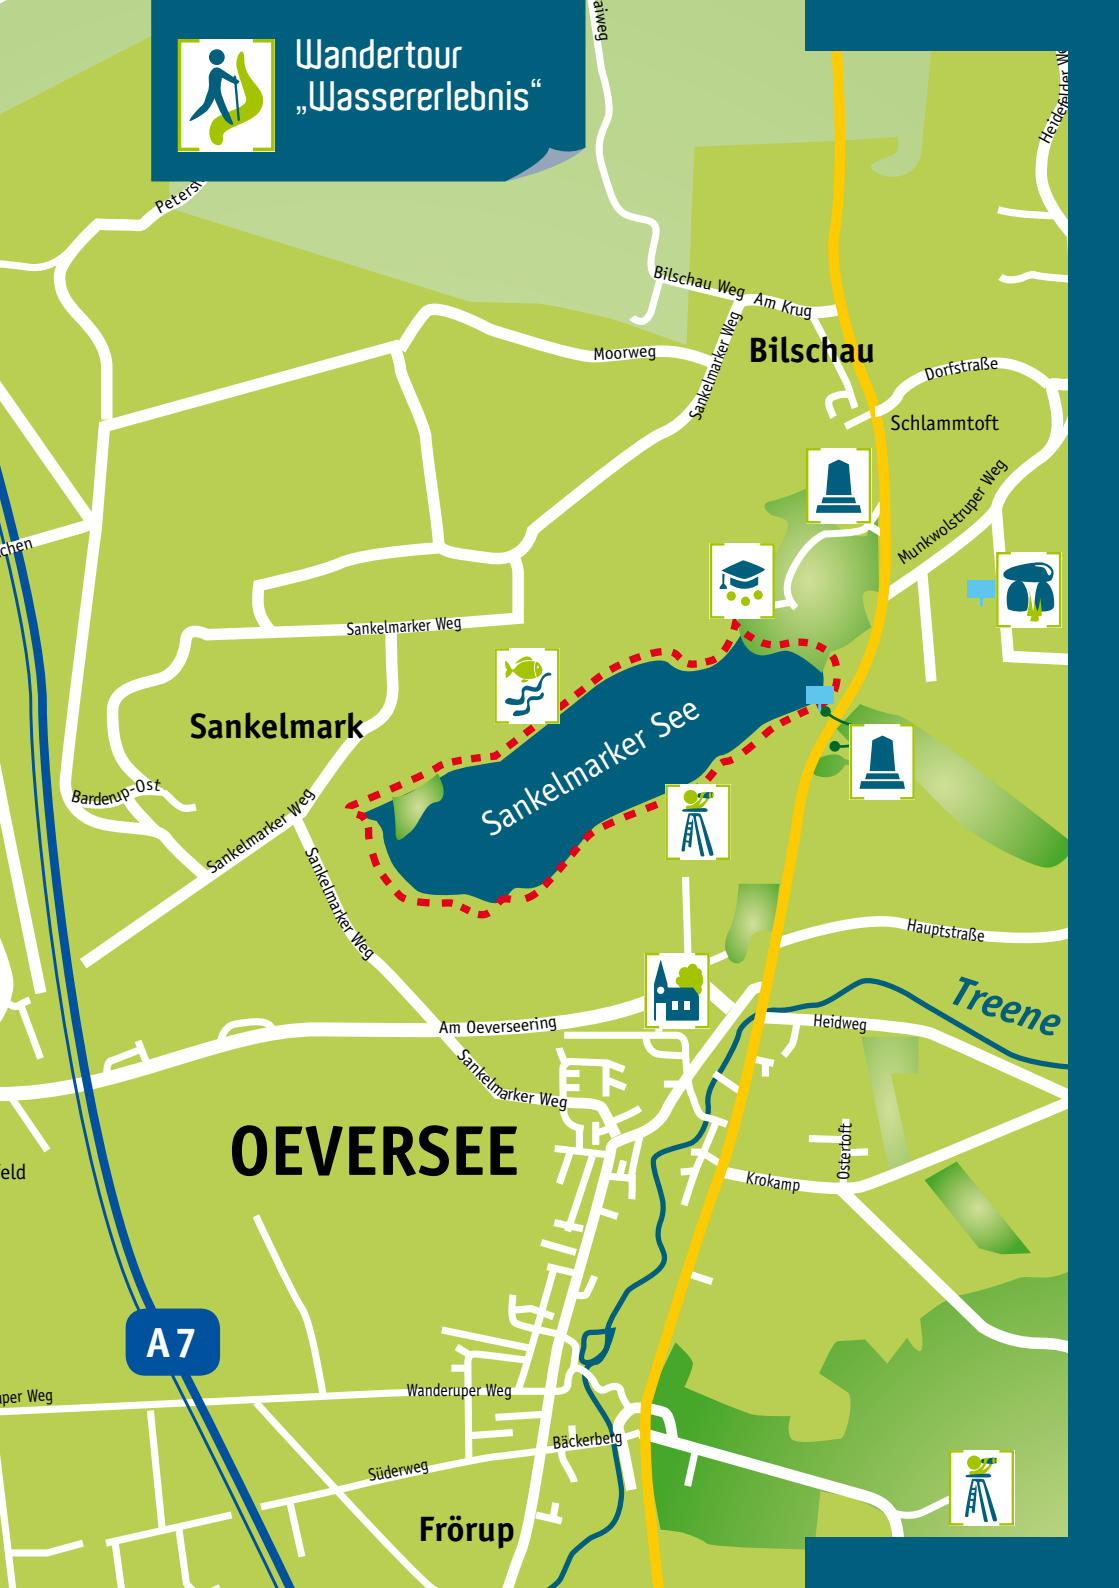 Wandertour
„Wassererlebnis“
Bilschau Weg
Am Krug
Bilschau
Moorweg
Sankelmarker Weg
Dorfstraße
Schlammtoft
Munkwolstruper Weg
Sankelmarker Weg
Sankelmark
Sankelmarker See
Barderup-Ost
Sankelmarker Weg
Sankelmarker Weg
Hauptstraße
Treene
Am Oeverseering
Heidweg
Sankelmarker Weg
OEVERSEE
Ostertoft
Krokamp
A 7
Wanderuper Weg
Weg
Bäckerberg
Süderweg
Frörup